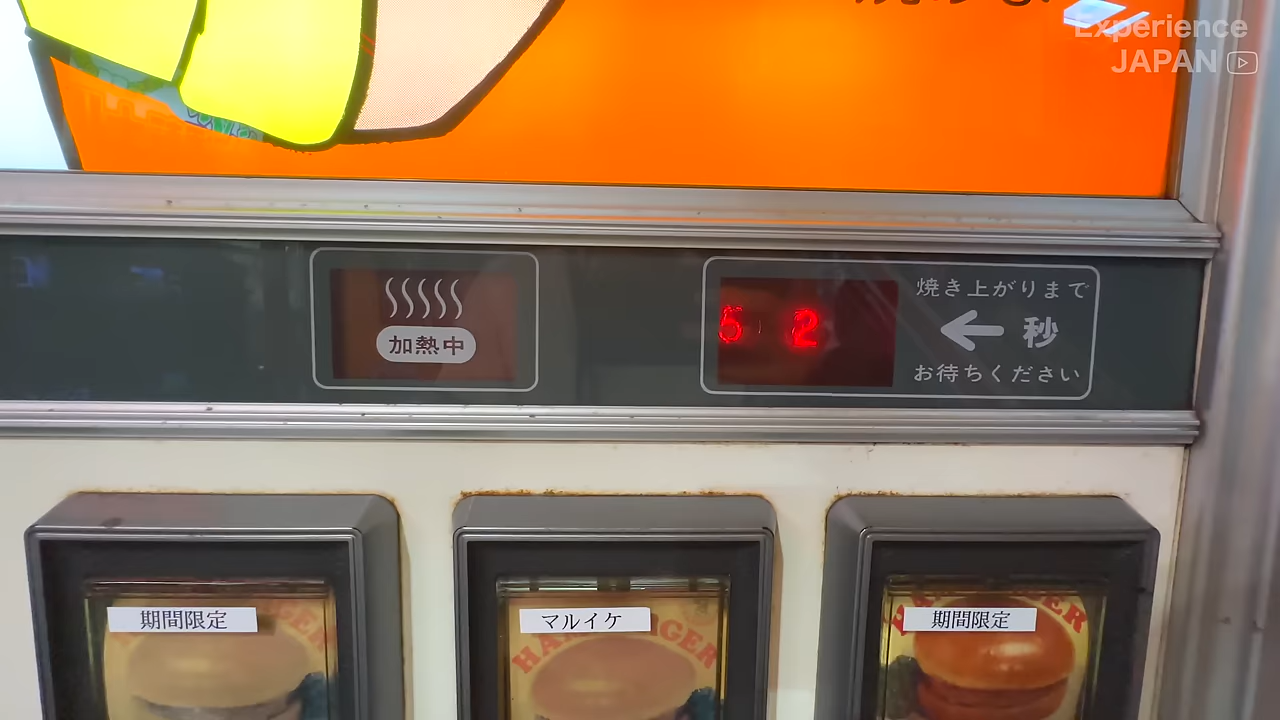 Experience
JAPAN
加熱中
52
焼き上がりまで
秒
お待ちください
期間限定
マルイケ
期間限定
HAMBURGER